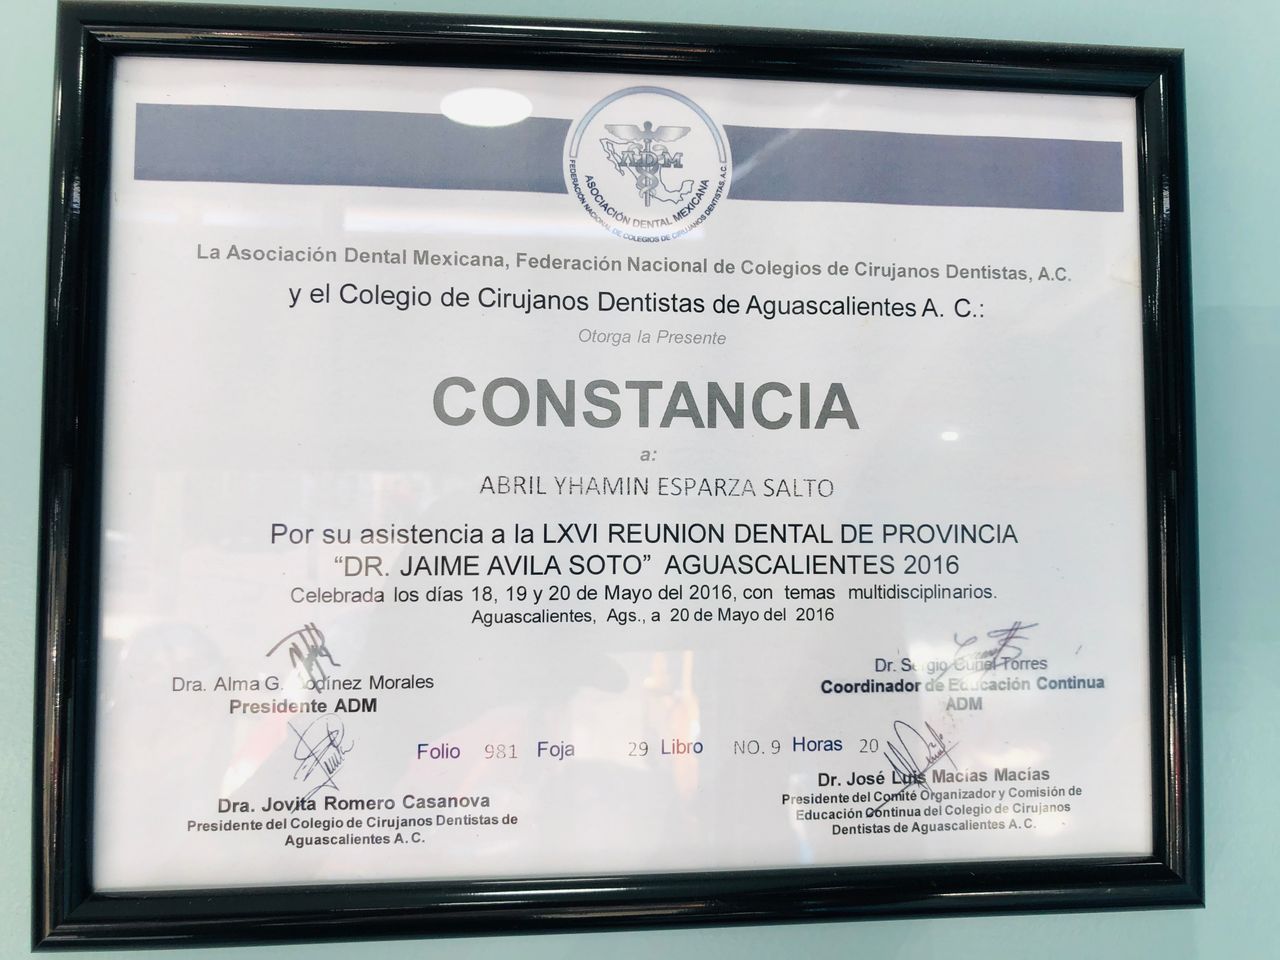 ADM
ASOCIACIÓN DENTAL MEXICANA
FEDERACIÓN NACIONAL DE COLEGIOS DE CIRUJANOS DENTISTAS, A.C.
La Asociación Dental Mexicana, Federación Nacional de Colegios de Cirujanos Dentistas, A.C.
y el Colegio de Cirujanos Dentistas de Aguascalientes A. C.:
Otorga la Presente
CONSTANCIA
a:
ABRIL YHAMIN ESPARZA SALTO
Por su asistencia a la LXVI REUNION DENTAL DE PROVINCIA
“DR. JAIME AVILA SOTO” AGUASCALIENTES 2016
Celebrada los días 18, 19 y 20 de Mayo del 2016, con temas multidisciplinarios.
Aguascalientes, Ags., a 20 de Mayo del 2016
Dra. Alma G. Morales
Presidente ADM
Dr. Sergio Curiel Torres
Coordinador de Educación Continua
ADM
Folio 981 Foja 29 Libro NO. 9 Horas 20
Dra. Jovita Romero Casanova
Presidente del Colegio de Cirujanos Dentistas de
Aguascalientes A. C.
Dr. José Luis Macías Macías
Presidente del Comité Organizador y Comisión de
Educación Continua del Colegio de Cirujanos
Dentistas de Aguascalientes A. C.